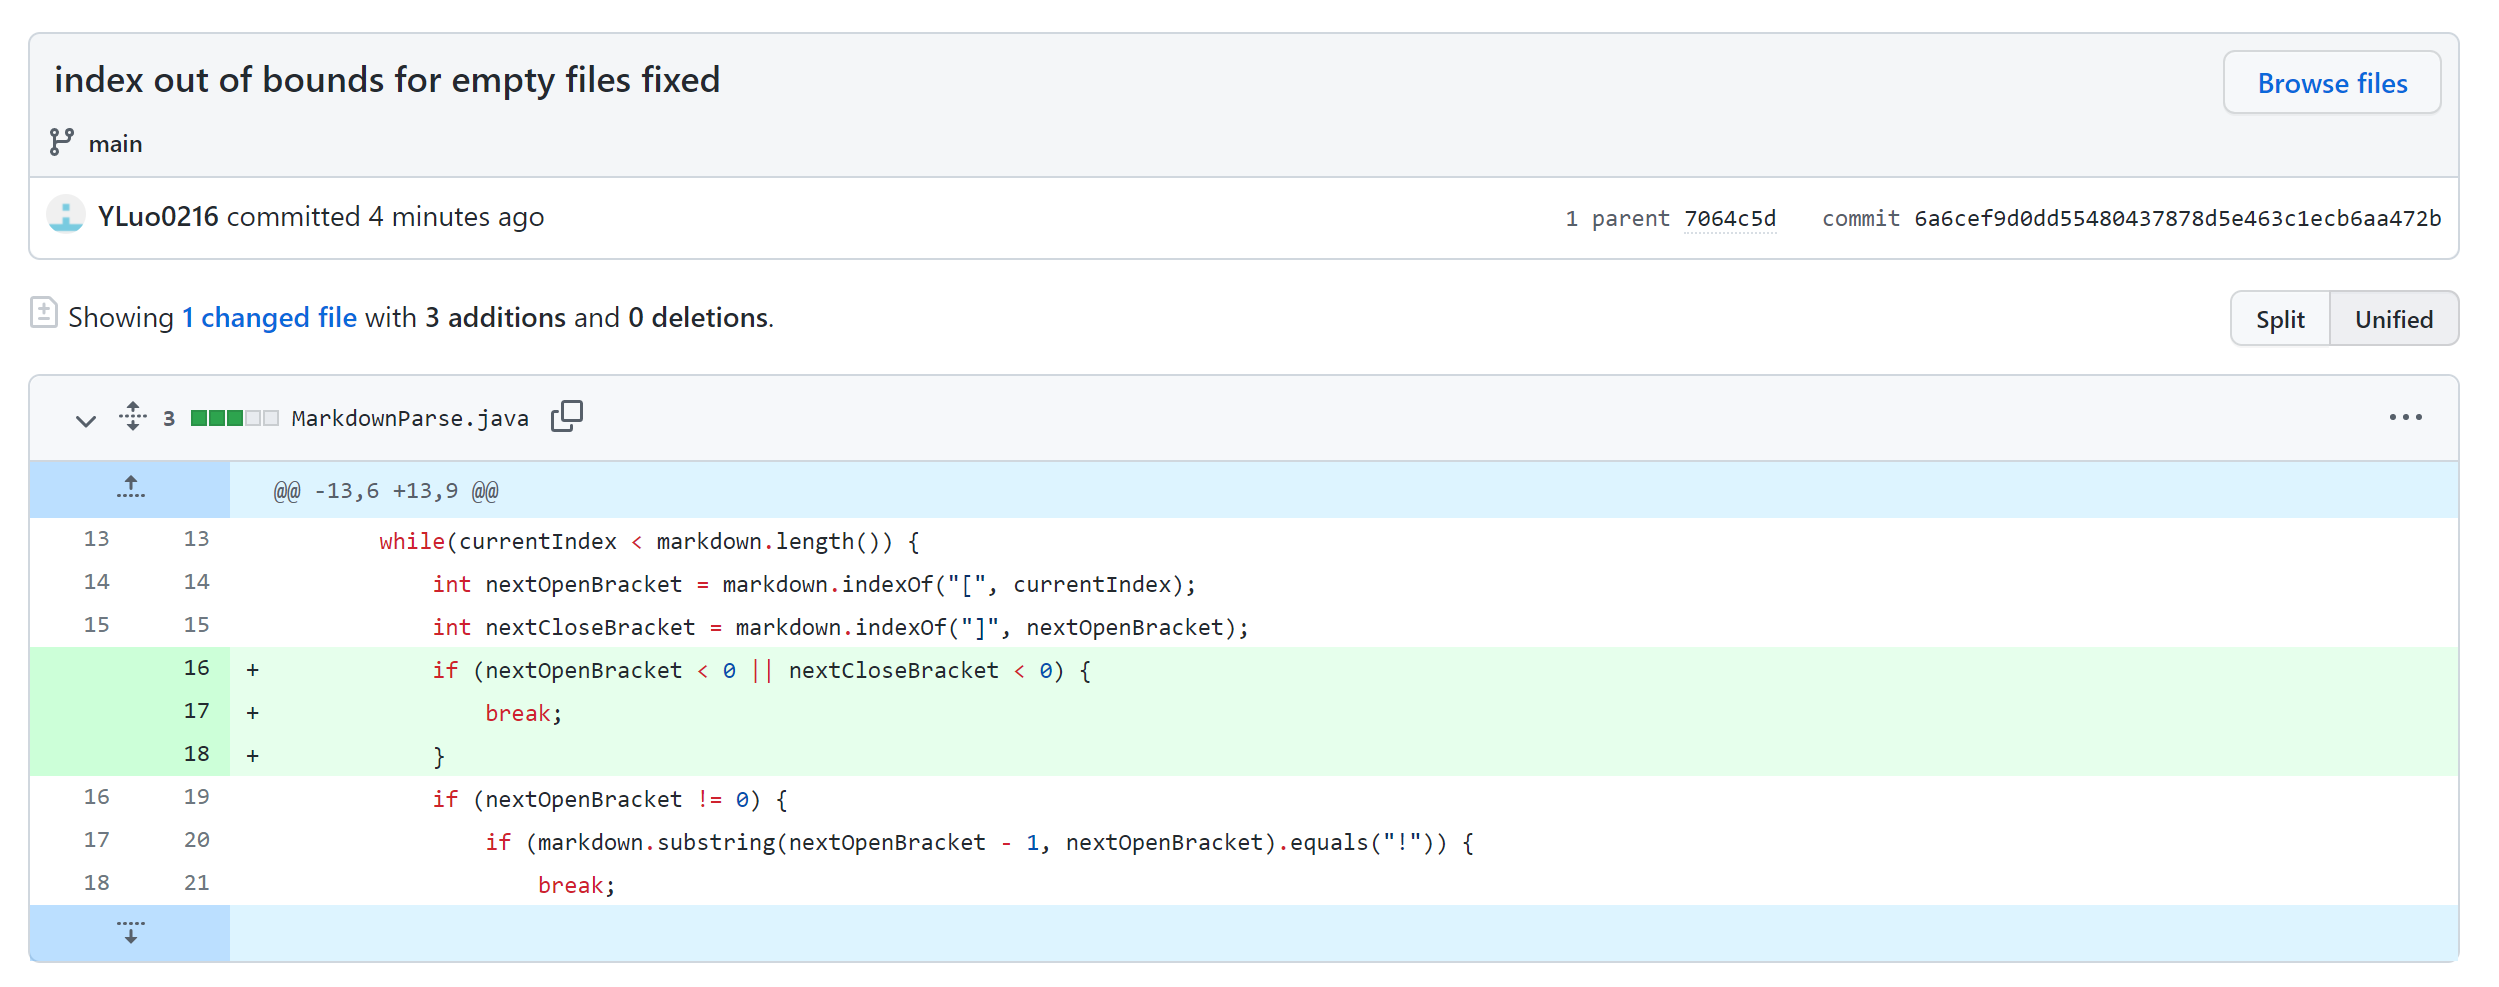 index out of bounds for empty files fixed
Browse files
main
YLuo0216 committed 4 minutes ago
1 parent 7064c5d commit 6a6cef9d0dd55480437878d5e463c1ecb6aa472b
Showing 1 changed file with 3 additions and 0 deletions.
Split Unified
3 MarkdownParse.java
@@ -13,6 +13,9 @@
13 13 while(currentIndex < markdown.length()) {
14 14 int nextOpenBracket = markdown.indexOf("[", currentIndex);
15 15 int nextCloseBracket = markdown.indexOf("]", nextOpenBracket);
16 + if (nextOpenBracket < 0 || nextCloseBracket < 0) {
17 + break;
18 + }
16 19 if (nextOpenBracket != 0) {
17 20 if (markdown.substring(nextOpenBracket - 1, nextOpenBracket).equals("!")) {
18 21 break;